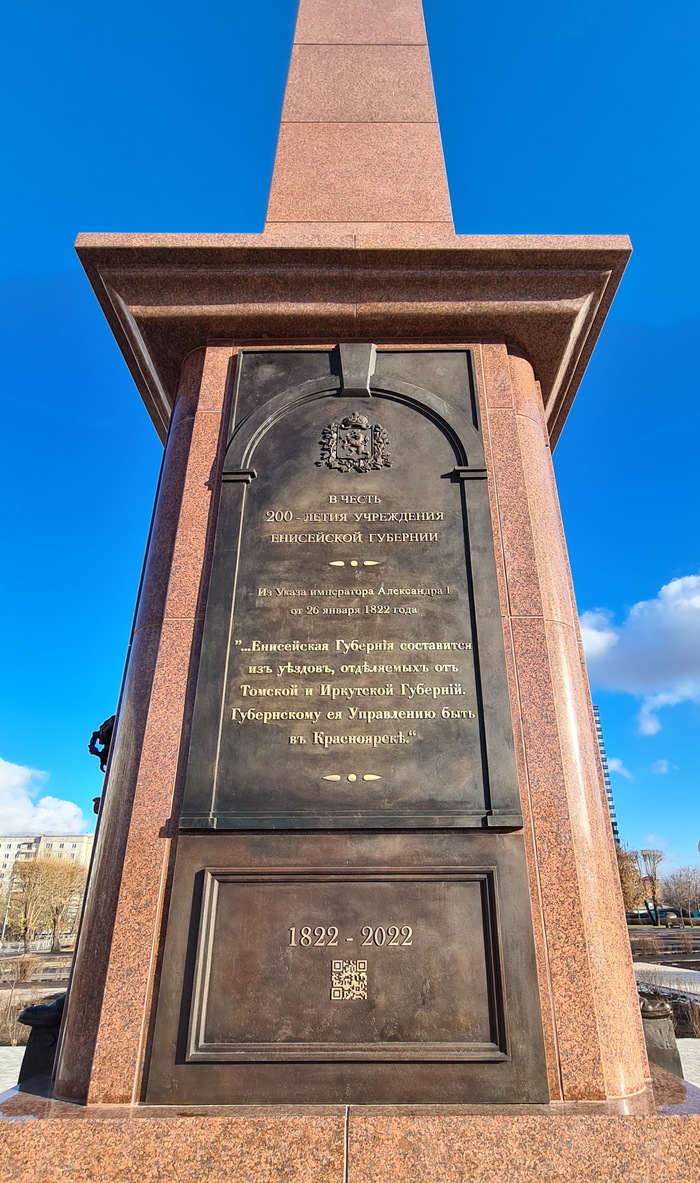 В ЧЕСТЬ
200 - ЛЕТИЯ УЧРЕЖДЕНИЯ
ЕНИСЕЙСКОЙ ГУБЕРНИИ
Из Указа императора Александра I
от 26 января 1822 года
"...Енисейская Губернія составится
изъ уѣздовъ, отдѣляемыхъ отъ
Томской и Иркутской Губерній.
Губернскому ея Управленію быть
въ Красноярскѣ."
1822 - 2022